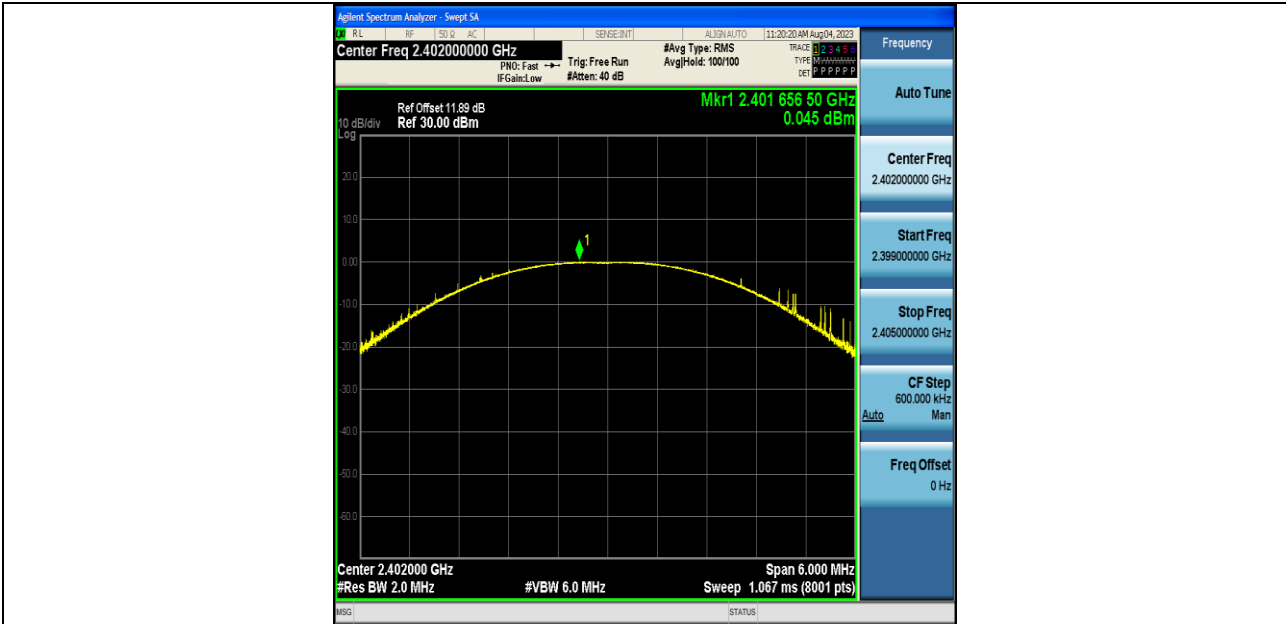 Agilent Spectrum Analyzer - Swept SA
RL RF 50 Ω AC SENSE:INT ALIGN AUTO 11:20:20 AM Aug 04, 2023
Center Freq 2.402000000 GHz
PNO: Fast
IFGain:Low
Trig: Free Run
#Atten: 40 dB
#Avg Type: RMS
Avg|Hold: 100/100
TRACE 1 2 3 4 5 6
TYPE M
DET P P P P P P
Mkr1 2.401 656 50 GHz
0.045 dBm
Ref Offset 11.89 dB
10 dB/div Ref 30.00 dBm
Log
20.0
10.0
0.00
-10.0
-20.0
-30.0
-40.0
-50.0
-60.0
1
Center 2.402000 GHz Span 6.000 MHz
#Res BW 2.0 MHz #VBW 6.0 MHz Sweep 1.067 ms (8001 pts)
MSG STATUS
Frequency
Auto Tune
Center Freq
2.402000000 GHz
Start Freq
2.399000000 GHz
Stop Freq
2.405000000 GHz
CF Step
600.000 kHz
Auto Man
Freq Offset
0 Hz